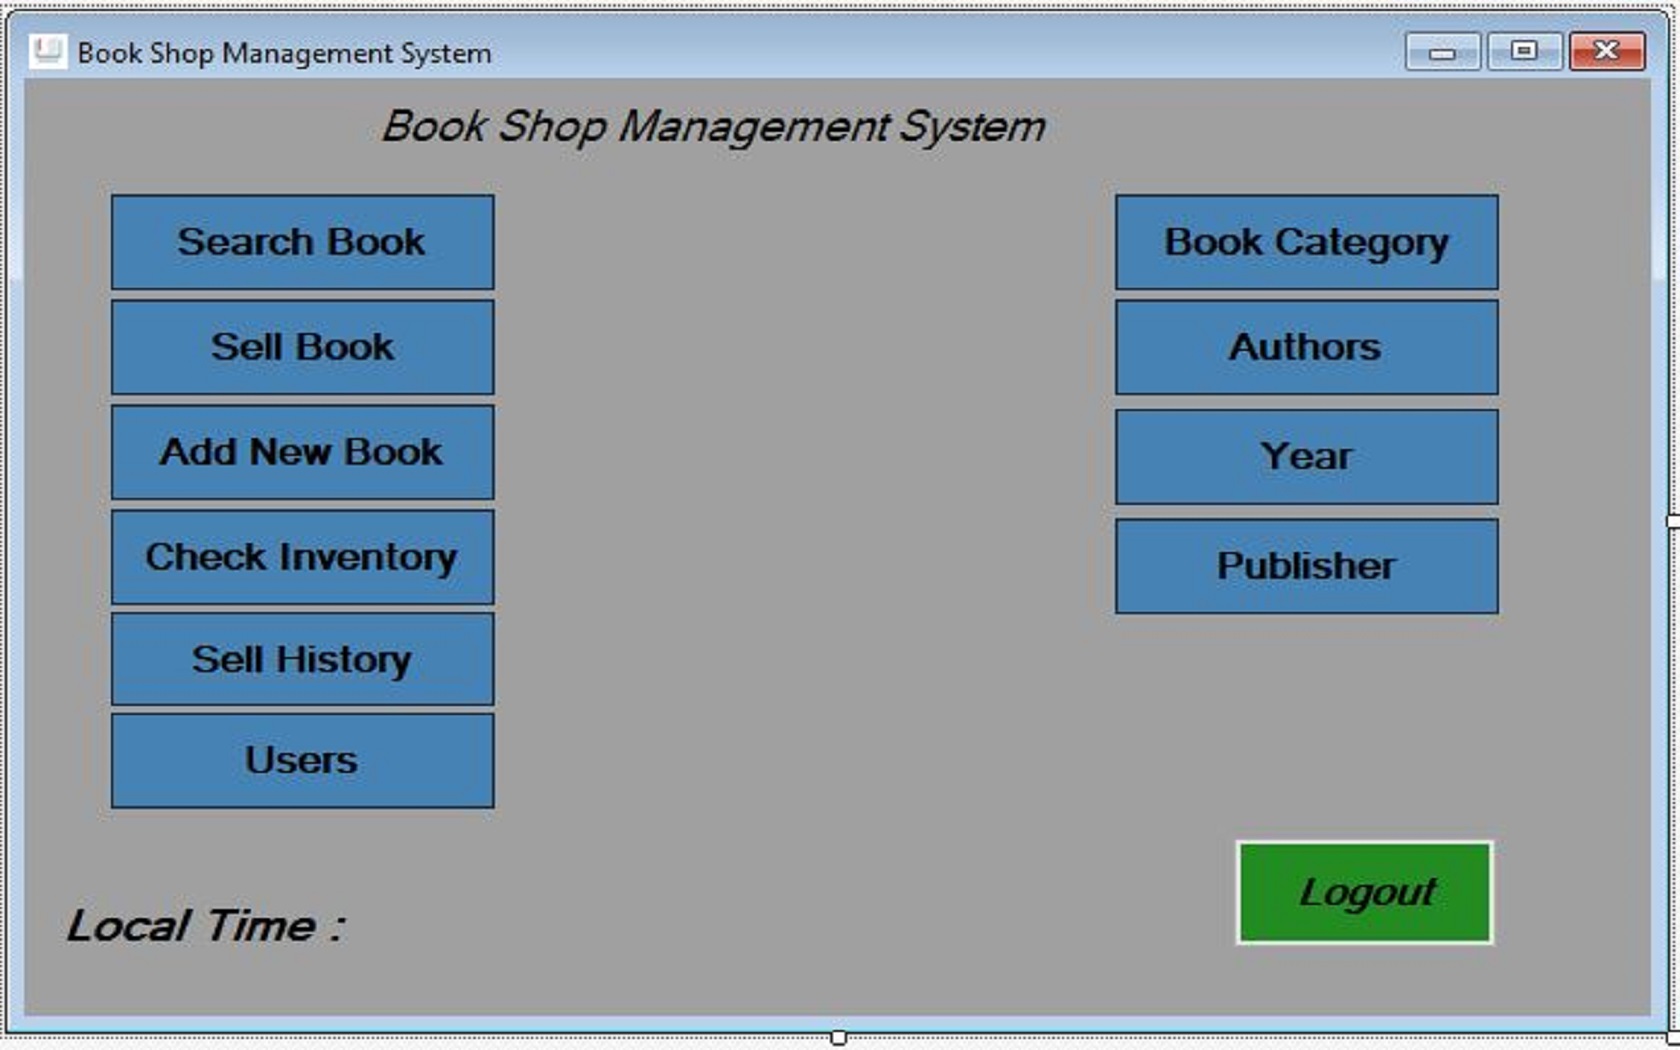 Book Shop Management System
Book Shop Management System
Search Book
Sell Book
Add New Book
Check Inventory
Sell History
Users
Book Category
Authors
Year
Publisher
Logout
Local Time :